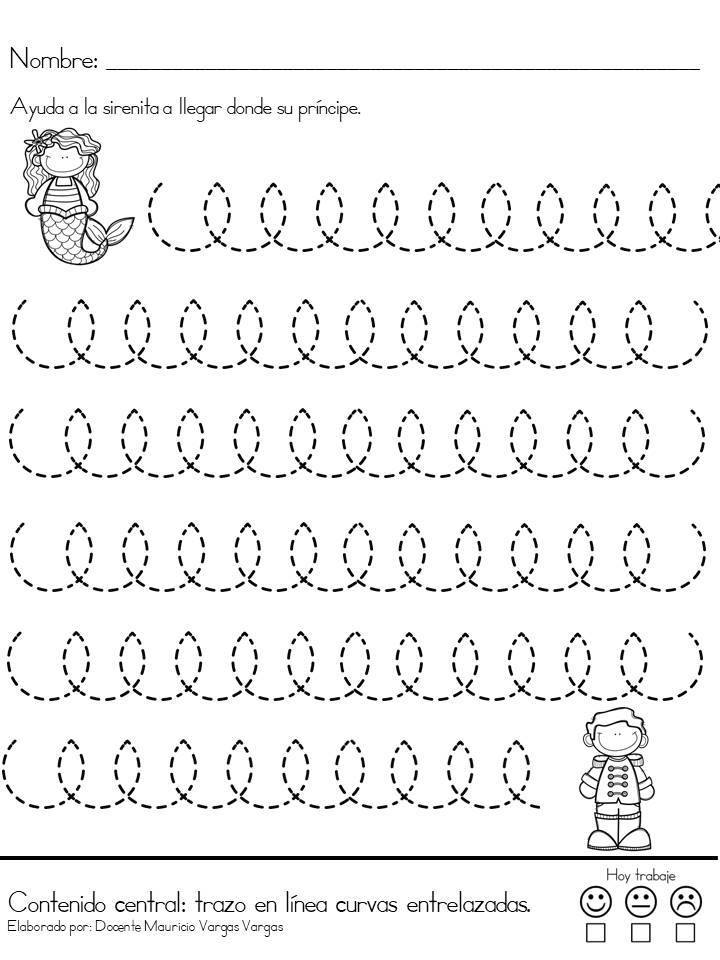 Nombre: ________________________________________
Ayuda a la sirenita a llegar donde su príncipe.
Hoy trabaje
Contenido central: trazo en línea curvas entrelazadas.
Elaborado por: Docente Mauricio Vargas Vargas